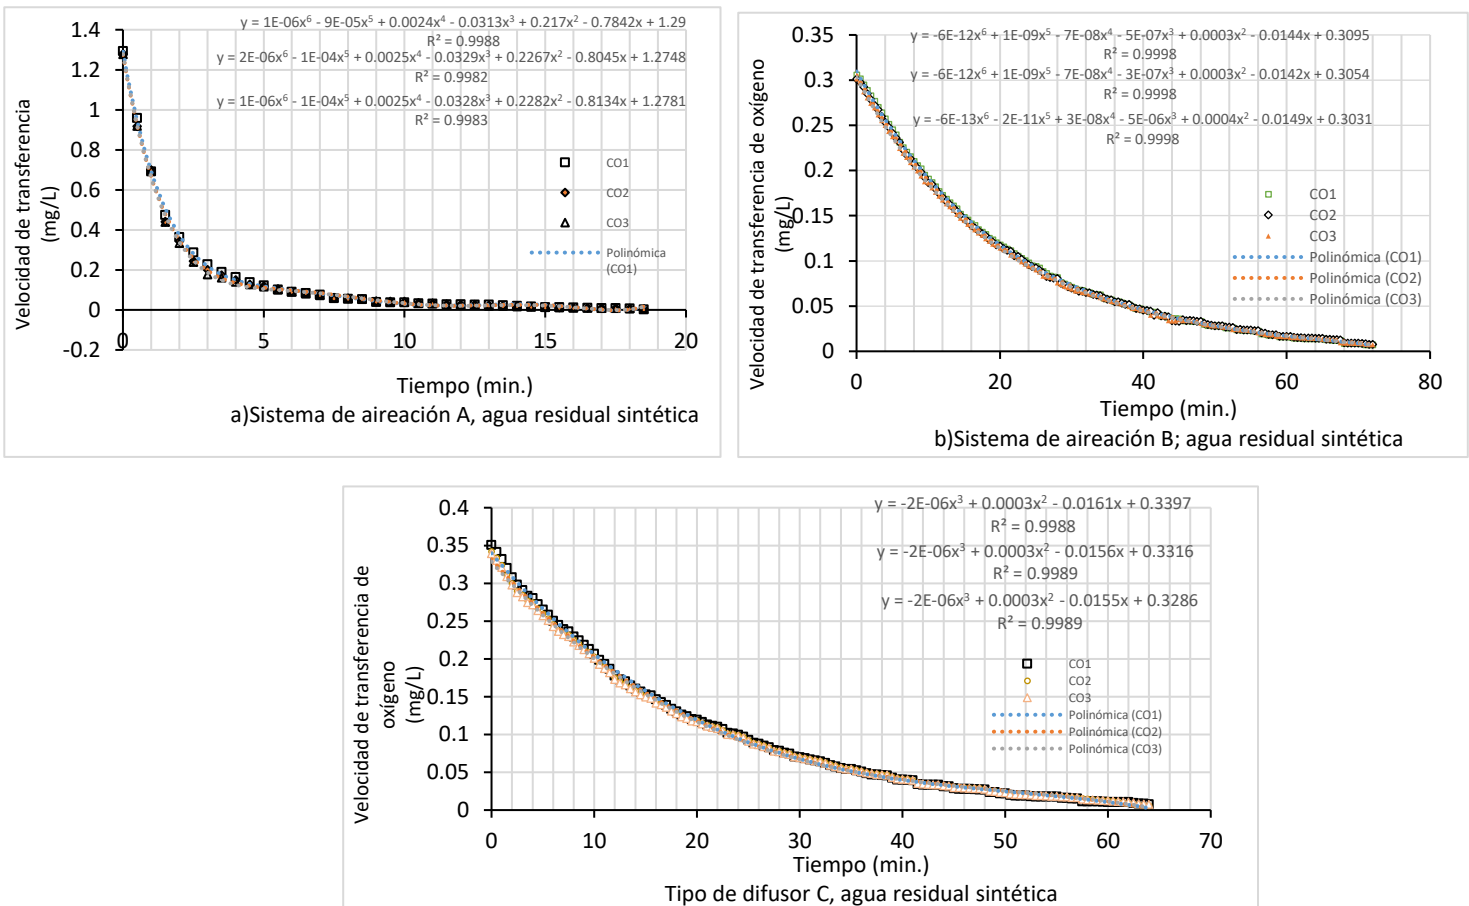 y = 1E-06x⁶ - 9E-05x⁵ + 0.0024x⁴ - 0.0313x³ + 0.217x² - 0.7842x + 1.29
R² = 0.9988
y = 2E-06x⁶ - 1E-04x⁵ + 0.0025x⁴ - 0.0329x³ + 0.2267x² - 0.8045x + 1.2748
R² = 0.9982
y = 1E-06x⁶ - 1E-04x⁵ + 0.0025x⁴ - 0.0328x³ + 0.2282x² - 0.8134x + 1.2781
R² = 0.9983
1.4
1.2
1
0.8
0.6
0.4
0.2
0
-0.2
Velocidad de transferencia
(mg/L)
CO1
CO2
CO3
Polinómica
(CO1)
0 5 10 15 20
Tiempo (min.)
a)Sistema de aireación A, agua residual sintética
y = -6E-12x⁶ + 1E-09x⁵ - 7E-08x⁴ - 5E-07x³ + 0.0003x² - 0.0144x + 0.3095
R² = 0.9998
y = -6E-12x⁶ + 1E-09x⁵ - 7E-08x⁴ - 3E-07x³ + 0.0003x² - 0.0142x + 0.3054
R² = 0.9998
y = -6E-13x⁶ - 2E-11x⁵ + 3E-08x⁴ - 5E-06x³ + 0.0004x² - 0.0149x + 0.3031
R² = 0.9998
0.35
0.3
0.25
0.2
0.15
0.1
0.05
0
Velocidad de transferencia de oxígeno
(mg/L)
CO1
CO2
CO3
Polinómica (CO1)
Polinómica (CO2)
Polinómica (CO3)
0 20 40 60 80
Tiempo (min.)
b)Sistema de aireación B; agua residual sintética
y = -2E-06x³ + 0.0003x² - 0.0161x + 0.3397
R² = 0.9988
y = -2E-06x³ + 0.0003x² - 0.0156x + 0.3316
R² = 0.9989
y = -2E-06x³ + 0.0003x² - 0.0155x + 0.3286
R² = 0.9989
0.4
0.35
0.3
0.25
0.2
0.15
0.1
0.05
0
Velocidad de transferencia de
oxígeno
(mg/L)
CO1
CO2
CO3
Polinómica (CO1)
Polinómica (CO2)
Polinómica (CO3)
0 10 20 30 40 50 60 70
Tiempo (min.)
Tipo de difusor C, agua residual sintética